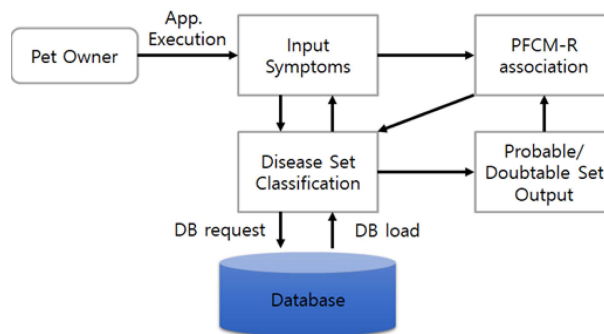 App.
Execution
Pet Owner
Input
Symptoms
PFCM-R
association
Disease Set
Classification
Probable/
Doubtable Set
Output
DB request
DB load
Database